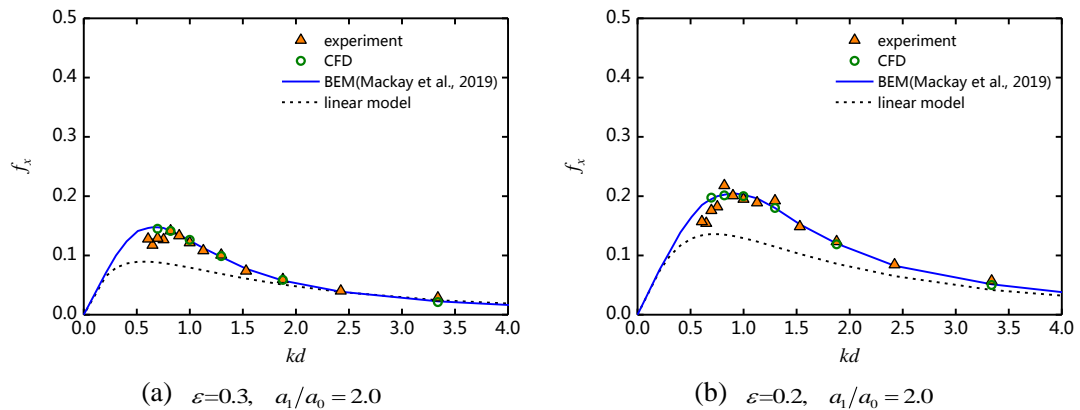 0.5
0.4
0.3
0.2
0.1
0.0
f_x
0.0 0.5 1.0 1.5 2.0 2.5 3.0 3.5 4.0
kd
experiment
CFD
BEM(Mackay et al., 2019)
linear model
(a) ε=0.3, a₁/a₀ = 2.0
0.5
0.4
0.3
0.2
0.1
0.0
f_x
0.0 0.5 1.0 1.5 2.0 2.5 3.0 3.5 4.0
kd
experiment
CFD
BEM(Mackay et al., 2019)
linear model
(b) ε=0.2, a₁/a₀ = 2.0